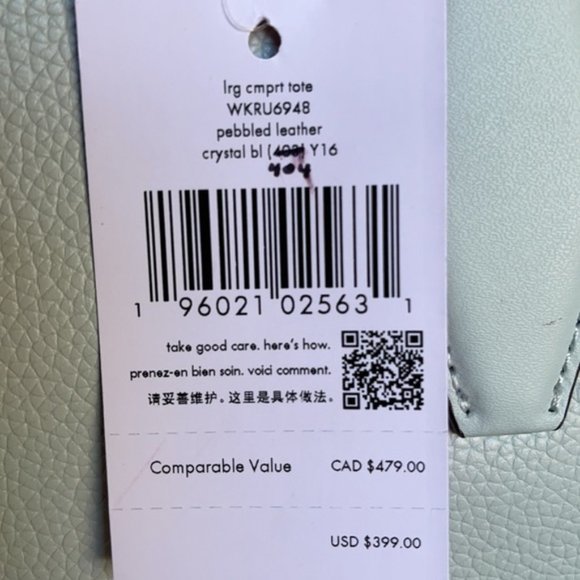 lrg cmprt tote
WKRU6948
pebbled leather
crystal bl (403) Y16
404
1 96021 02563 1
take good care. here's how.
prenez-en bien soin. voici comment.
请妥善维护。这里是具体做法。
Comparable Value CAD $479.00
USD $399.00